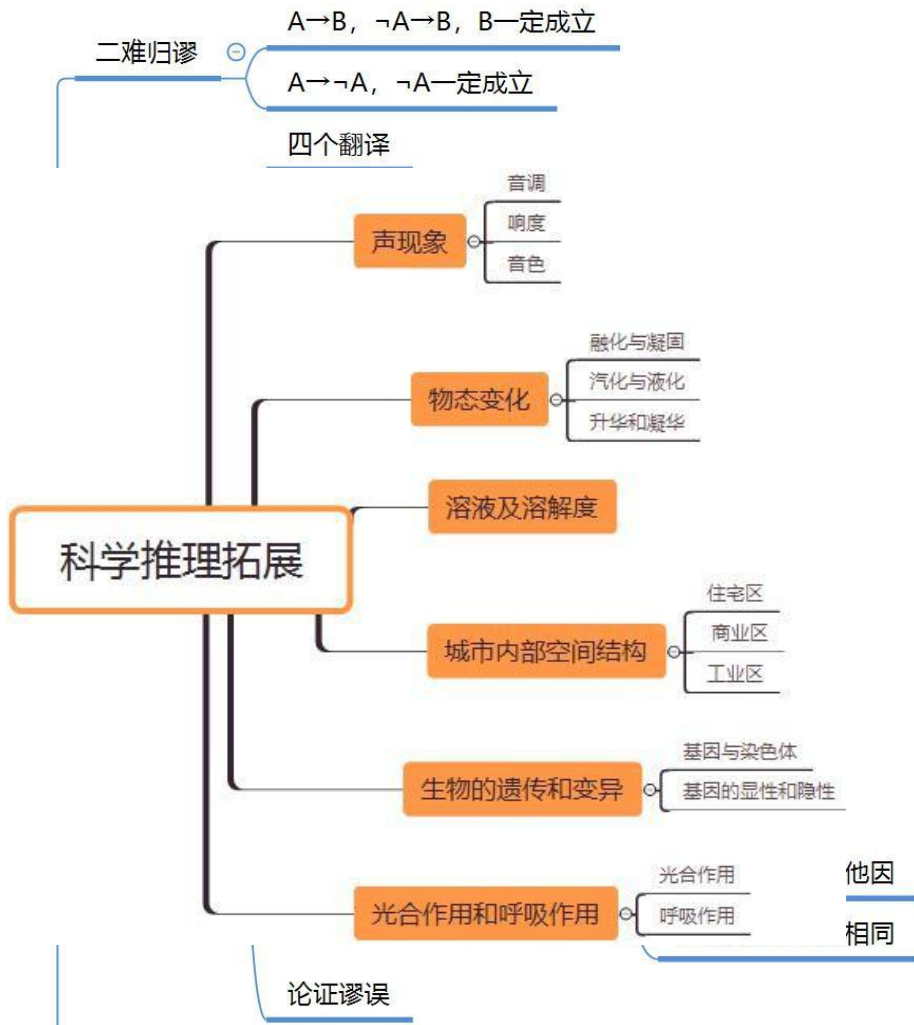 A→B，¬A→B，B一定成立
二难归谬
A→¬A，¬A一定成立
四个翻译
音调
声现象
响度
音色
融化与凝固
物态变化
汽化与液化
升华和凝华
溶液及溶解度
科学推理拓展
住宅区
城市内部空间结构
商业区
工业区
基因与染色体
生物的遗传和变异
基因的显性和隐性
光合作用
他因
光合作用和呼吸作用
呼吸作用
相同
论证谬误